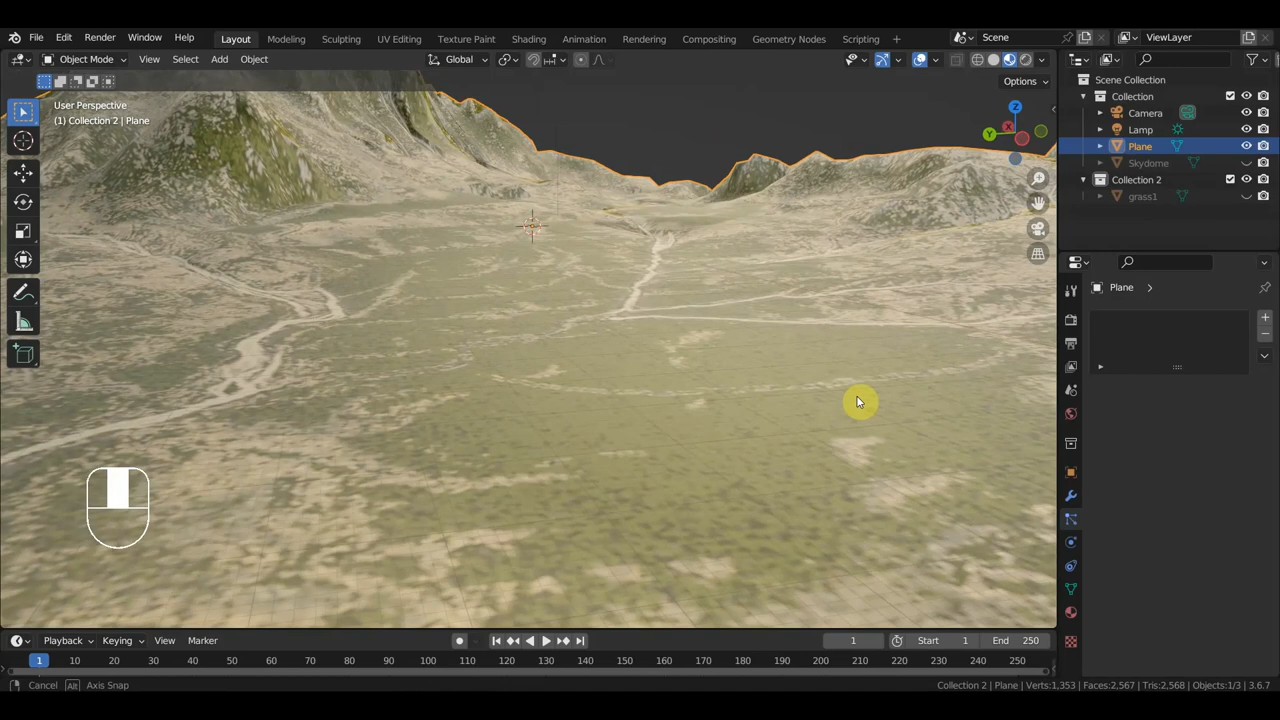 File Edit Render Window Help Layout Modeling Sculpting UV Editing Texture Paint Shading Animation Rendering Compositing Geometry Nodes Scripting + Scene ViewLayer
Object Mode View Select Add Object Global
Options
User Perspective
(1) Collection 2 | Plane
Z
X
Y
Scene Collection
Collection
Camera
Lamp
Plane
Skydome
Collection 2
grass1
Plane
Playback Keying View Marker 1 Start 1 End 250
1 10 20 30 40 50 60 70 80 90 100 110 120 130 140 150 160 170 180 190 200 210 220 230 240 250
Cancel Alt Axis Snap Collection 2 | Plane Verts:1,353 Faces:2,567 Tris:2,568 Objects:1/3 3.6.7